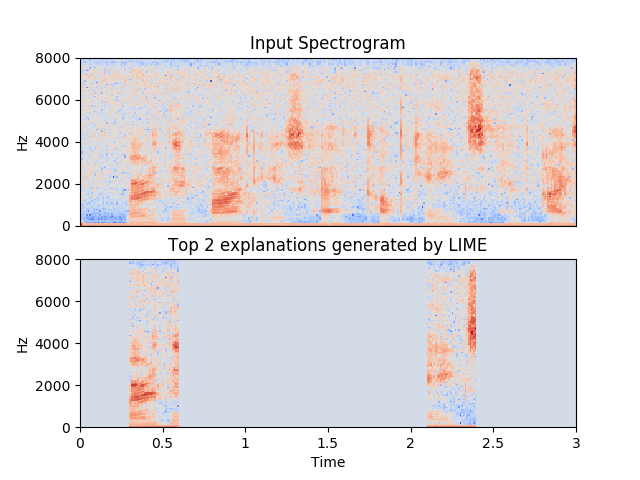 Input Spectrogram
8000
6000
4000
2000
0
Hz
Top 2 explanations generated by LIME
8000
6000
4000
2000
0
Hz
0 0.5 1 1.5 2 2.5 3
Time